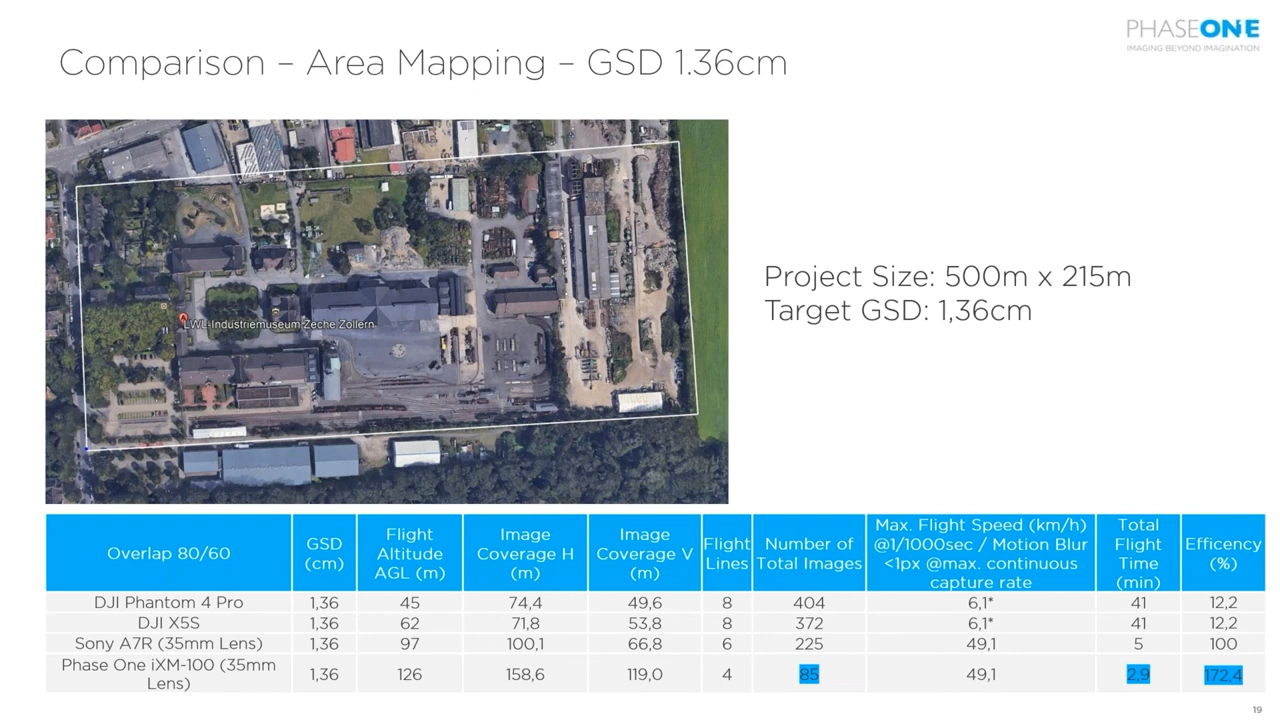 PHASEONE
IMAGING BEYOND IMAGINATION
Comparison – Area Mapping – GSD 1.36cm
LWL-Industriemuseum Zeche Zollern
Project Size: 500m x 215m
Target GSD: 1,36cm
Overlap 80/60 GSD (cm) Flight Altitude AGL (m) Image Coverage H (m) Image Coverage V (m) Flight Lines Number of Total Images Max. Flight Speed (km/h) @1/1000sec / Motion Blur <1px @max. continuous capture rate Total Flight Time (min) Efficency (%)
DJI Phantom 4 Pro 1,36 45 74,4 49,6 8 404 6,1* 41 12,2
DJI X5S 1,36 62 71,8 53,8 8 372 6,1* 41 12,2
Sony A7R (35mm Lens) 1,36 97 100,1 66,8 6 225 49,1 5 100
Phase One iXM-100 (35mm Lens) 1,36 126 158,6 119,0 4 85 49,1 2,9 172,4
19